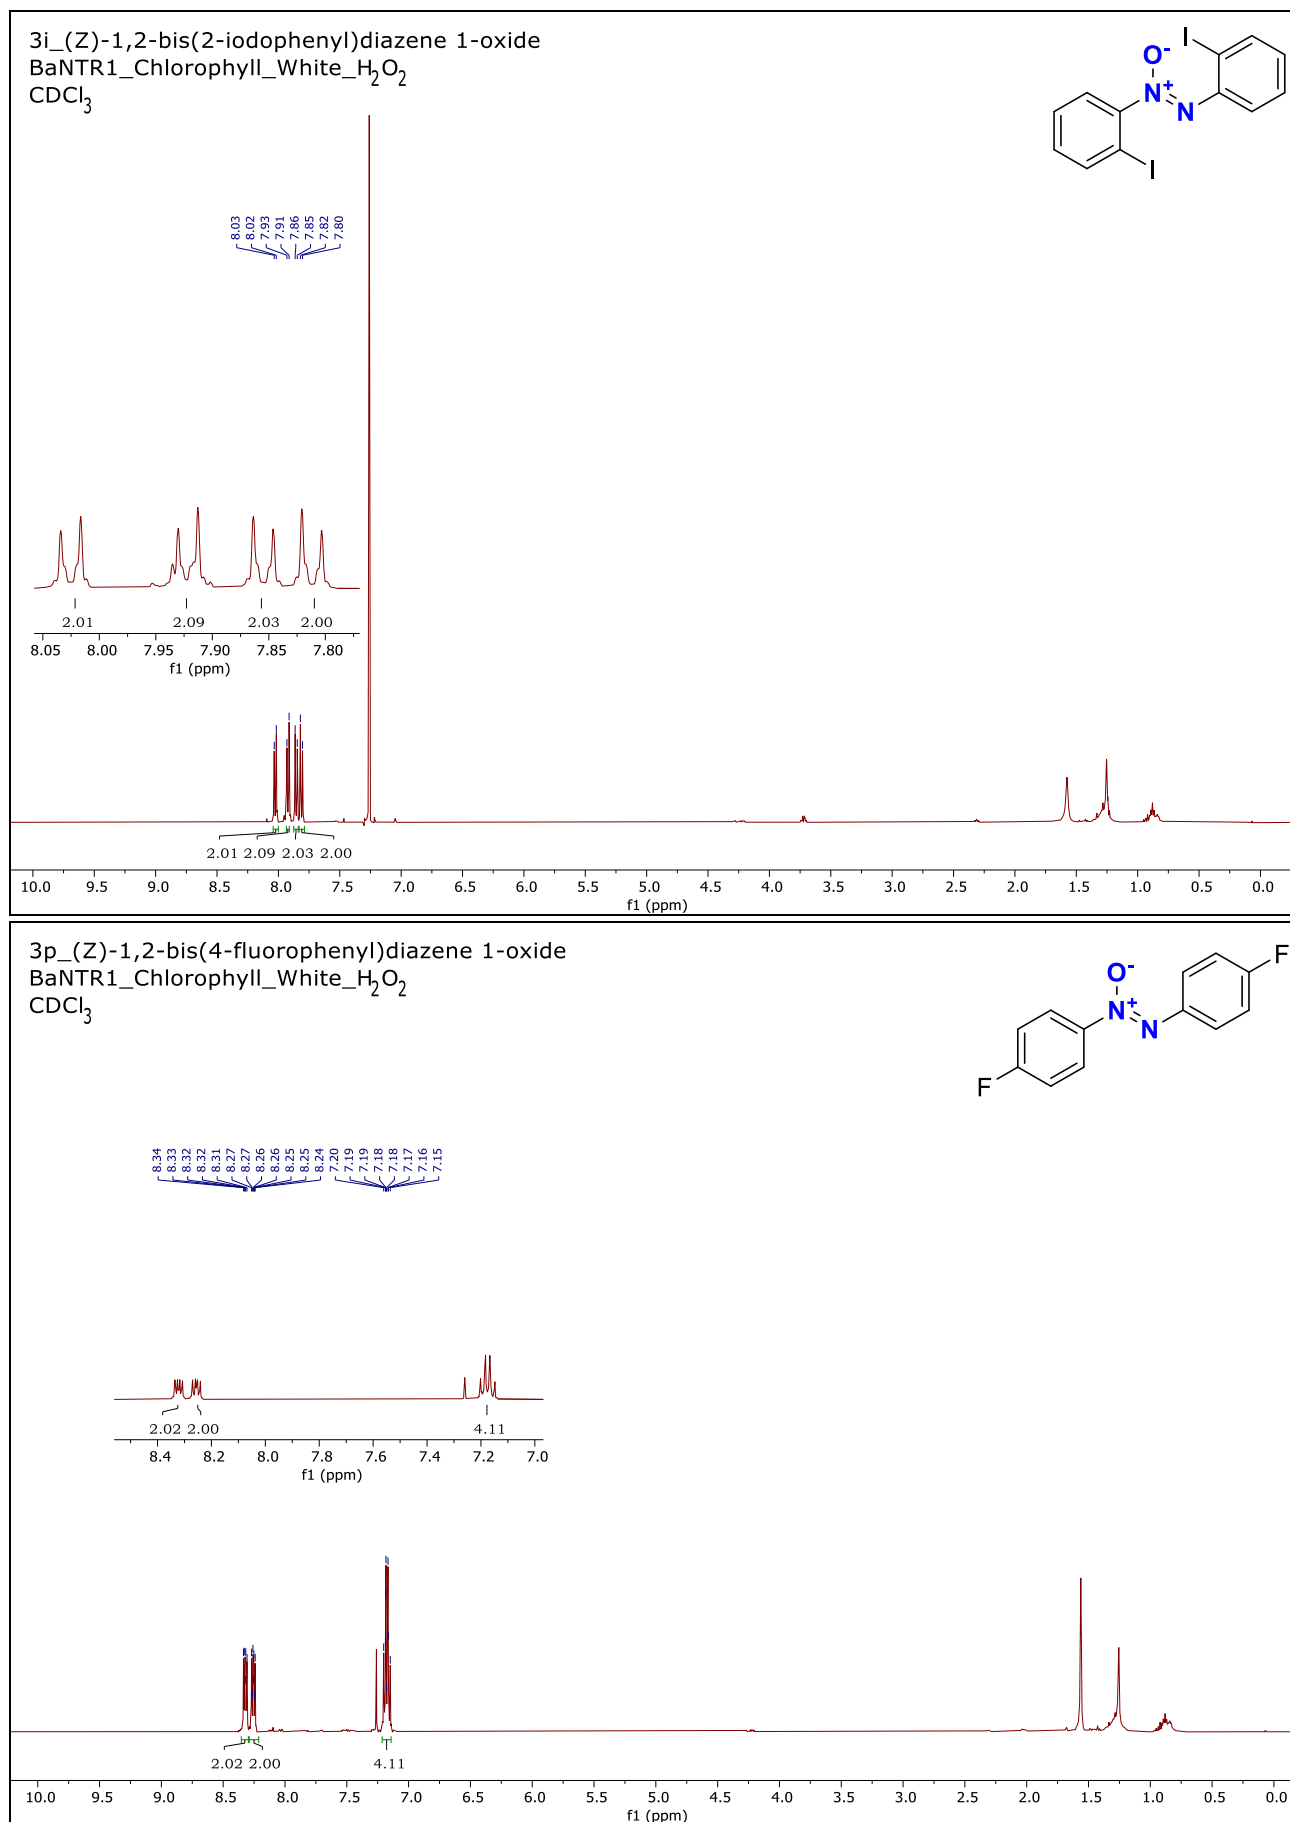 3i_(Z)-1,2-bis(2-iodophenyl)diazene 1-oxide
BaNTR1_Chlorophyll_White_H2O2
CDCl3
I
O-
N+
N
I
8.03
8.02
7.93
7.91
7.86
7.85
7.82
7.80
2.01 2.09 2.03 2.00
8.05 8.00 7.95 7.90 7.85 7.80
f1 (ppm)
2.01 2.09 2.03 2.00
10.0 9.5 9.0 8.5 8.0 7.5 7.0 6.5 6.0 5.5 5.0 4.5 4.0 3.5 3.0 2.5 2.0 1.5 1.0 0.5 0.0
f1 (ppm)
3p_(Z)-1,2-bis(4-fluorophenyl)diazene 1-oxide
BaNTR1_Chlorophyll_White_H2O2
CDCl3
F
O-
N+
N
F
8.34
8.33
8.32
8.32
8.31
8.27
8.27
8.26
8.26
8.25
8.25
8.24
7.20
7.19
7.19
7.18
7.18
7.17
7.16
7.15
2.02 2.00 4.11
8.4 8.2 8.0 7.8 7.6 7.4 7.2 7.0
f1 (ppm)
2.02 2.00 4.11
10.0 9.5 9.0 8.5 8.0 7.5 7.0 6.5 6.0 5.5 5.0 4.5 4.0 3.5 3.0 2.5 2.0 1.5 1.0 0.5 0.0
f1 (ppm)